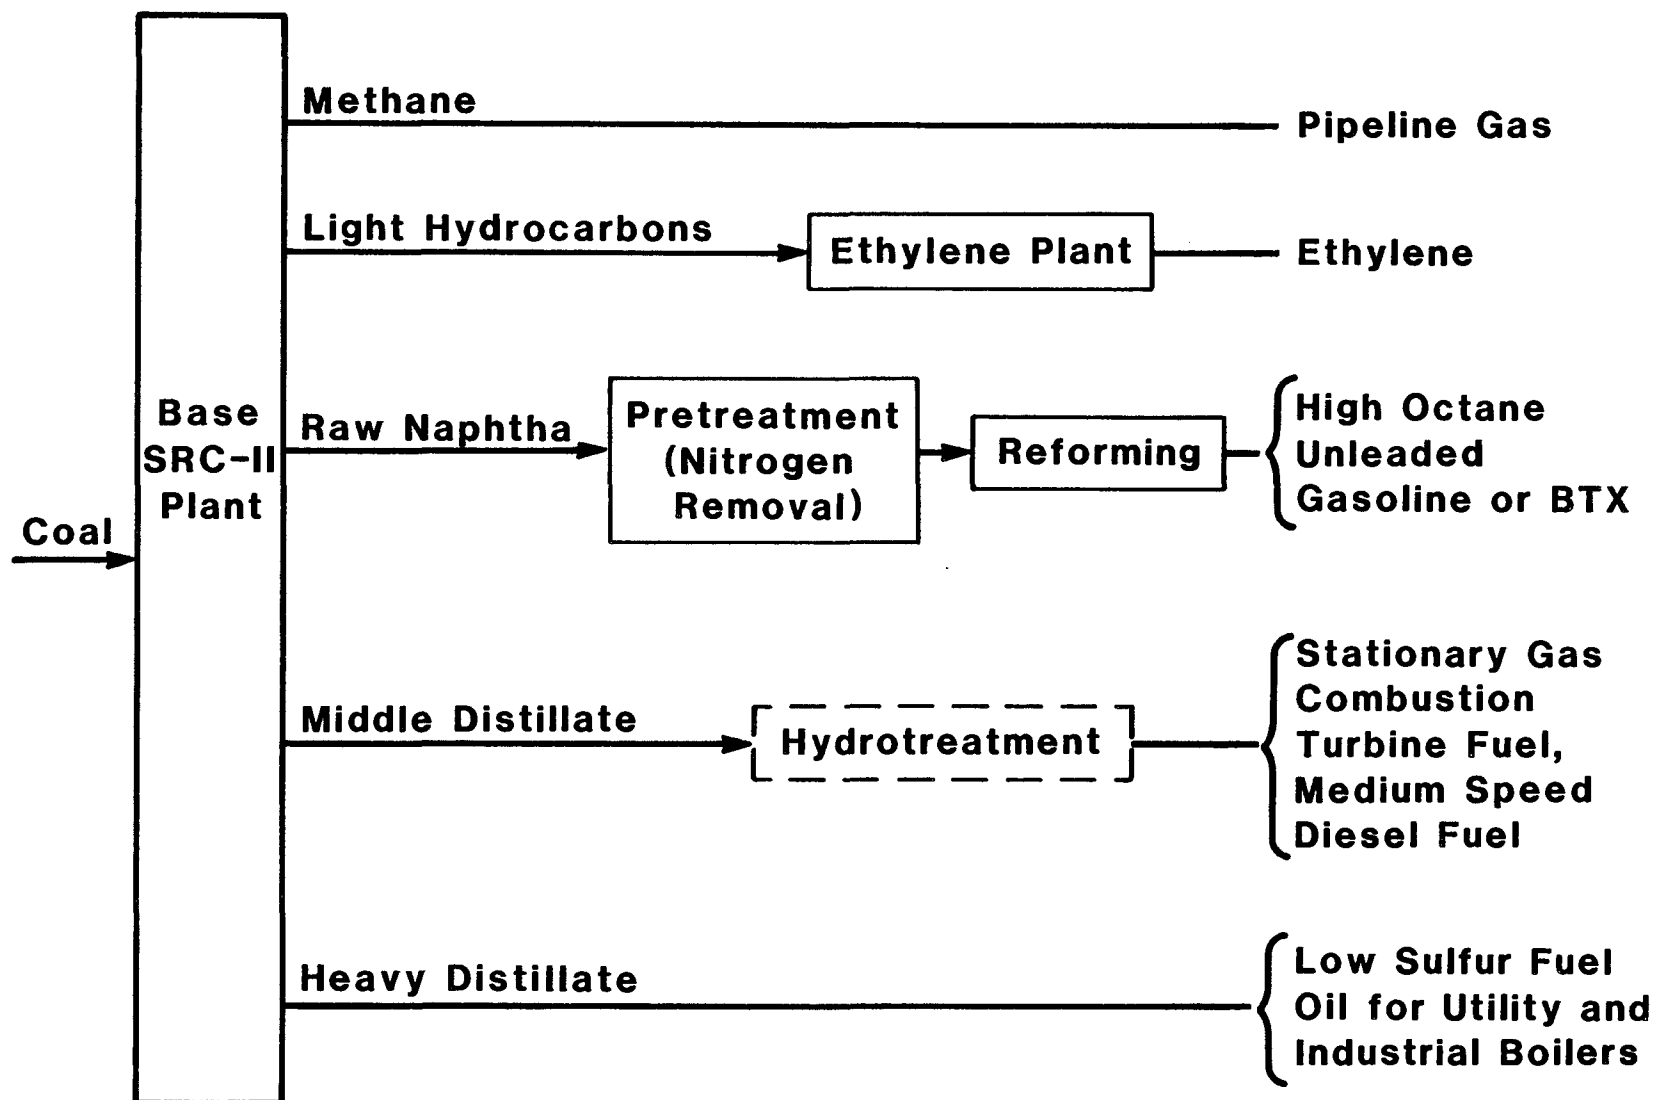 Methane
Pipeline Gas
Light Hydrocarbons
Ethylene Plant
Ethylene
Base
SRC-II
Plant
Coal
Raw Naphtha
Pretreatment
(Nitrogen
Removal)
Reforming
High Octane
Unleaded
Gasoline or BTX
Middle Distillate
Hydrotreatment
Stationary Gas
Combustion
Turbine Fuel,
Medium Speed
Diesel Fuel
Heavy Distillate
Low Sulfur Fuel
Oil for Utility and
Industrial Boilers